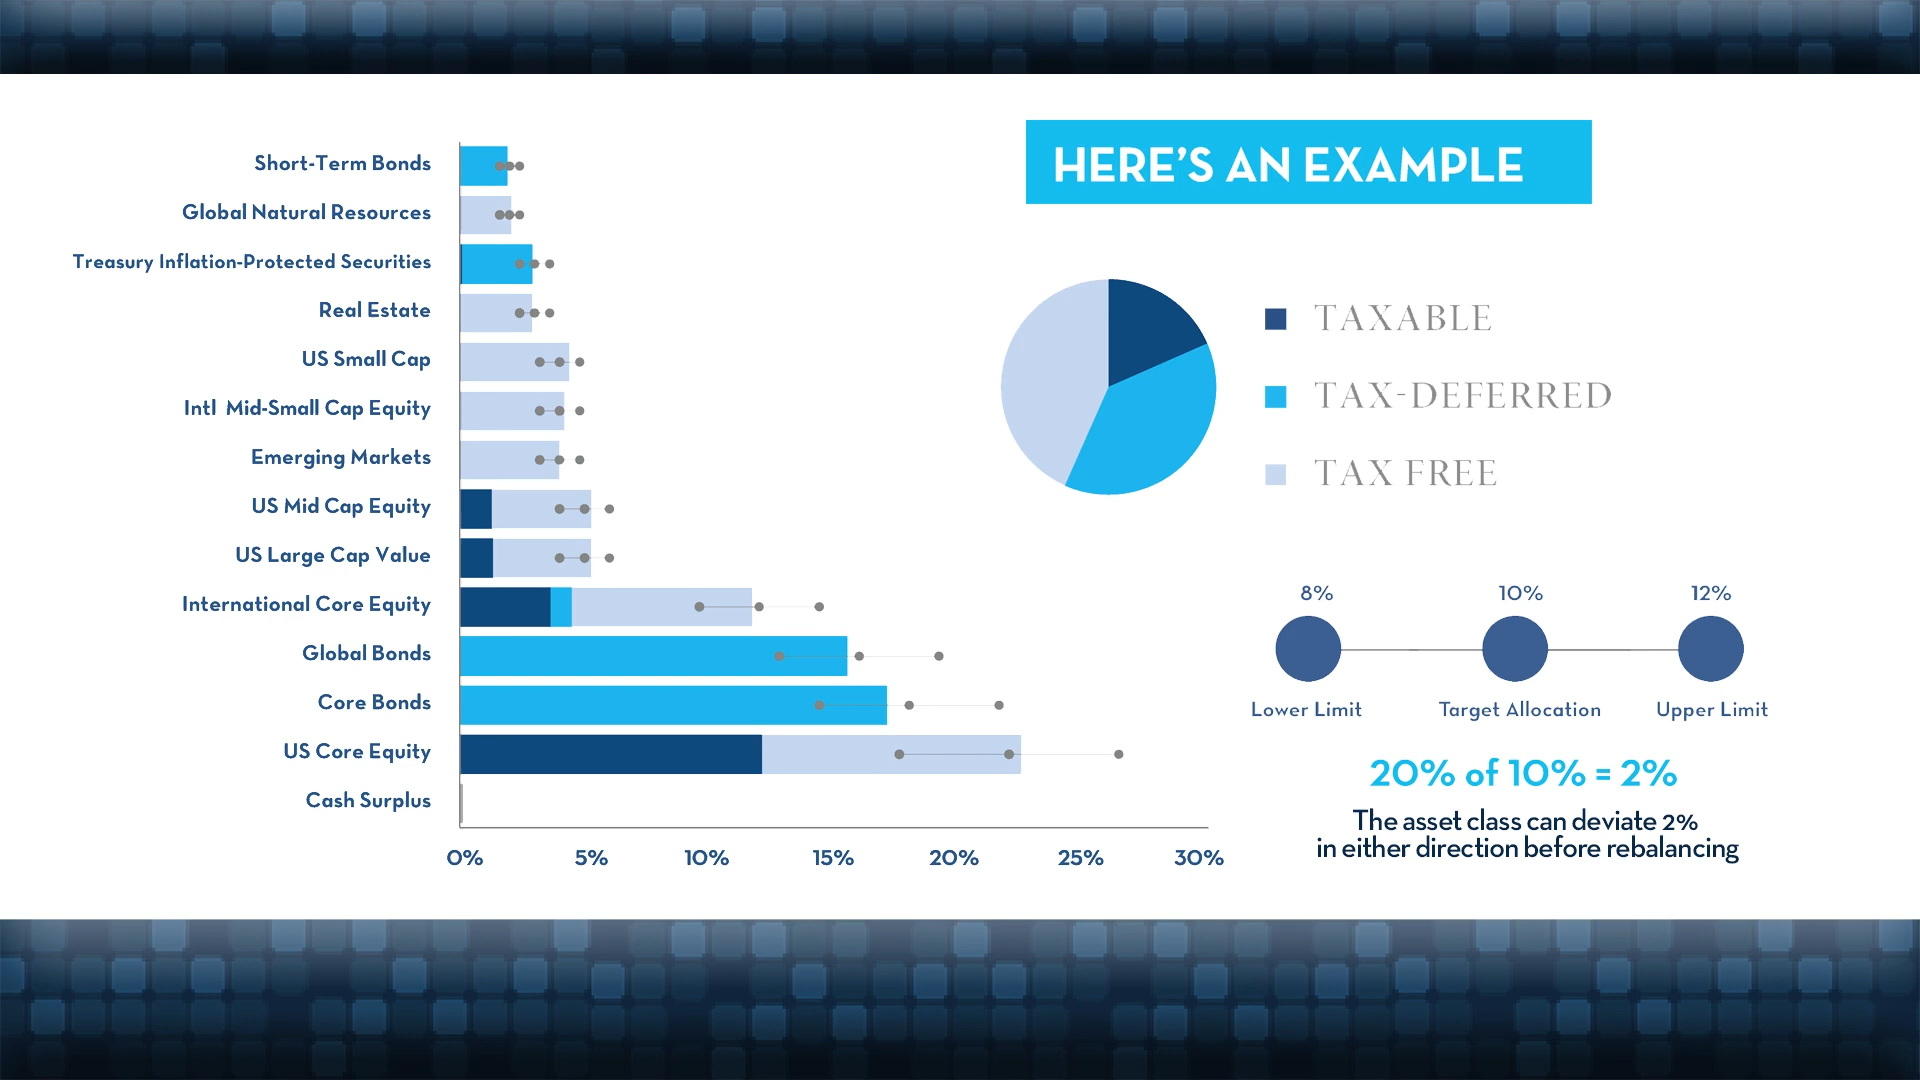 Short-Term Bonds
Global Natural Resources
Treasury Inflation-Protected Securities
Real Estate
US Small Cap
Intl  Mid-Small Cap Equity
Emerging Markets
US Mid Cap Equity
US Large Cap Value
International Core Equity
Global Bonds
Core Bonds
US Core Equity
Cash Surplus
0% 5% 10% 15% 20% 25% 30%
HERE'S AN EXAMPLE
TAXABLE
TAX-DEFERRED
TAX FREE
8% 10% 12%
Lower Limit Target Allocation Upper Limit
20% of 10% = 2%
The asset class can deviate 2%
in either direction before rebalancing